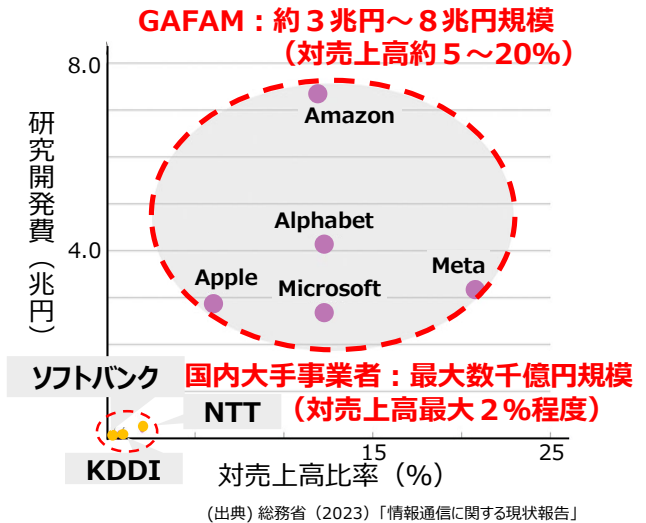 GAFAM：約３兆円～８兆円規模
（対売上高約５～20%）
8.0
Amazon
研究開発費（兆円）
Alphabet
4.0
Meta
Apple
Microsoft
ソフトバンク
国内大手事業者：最大数千億円規模
NTT
（対売上高最大２%程度）
KDDI
15
25
対売上高比率（%）
(出典) 総務省（2023）「情報通信に関する現状報告」